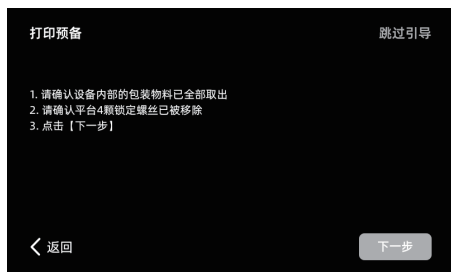 打印预备
跳过引导
1. 请确认设备内部的包装物料已全部取出
2. 请确认平台4颗锁定螺丝已被移除
3. 点击【下一步】
返回
下一步